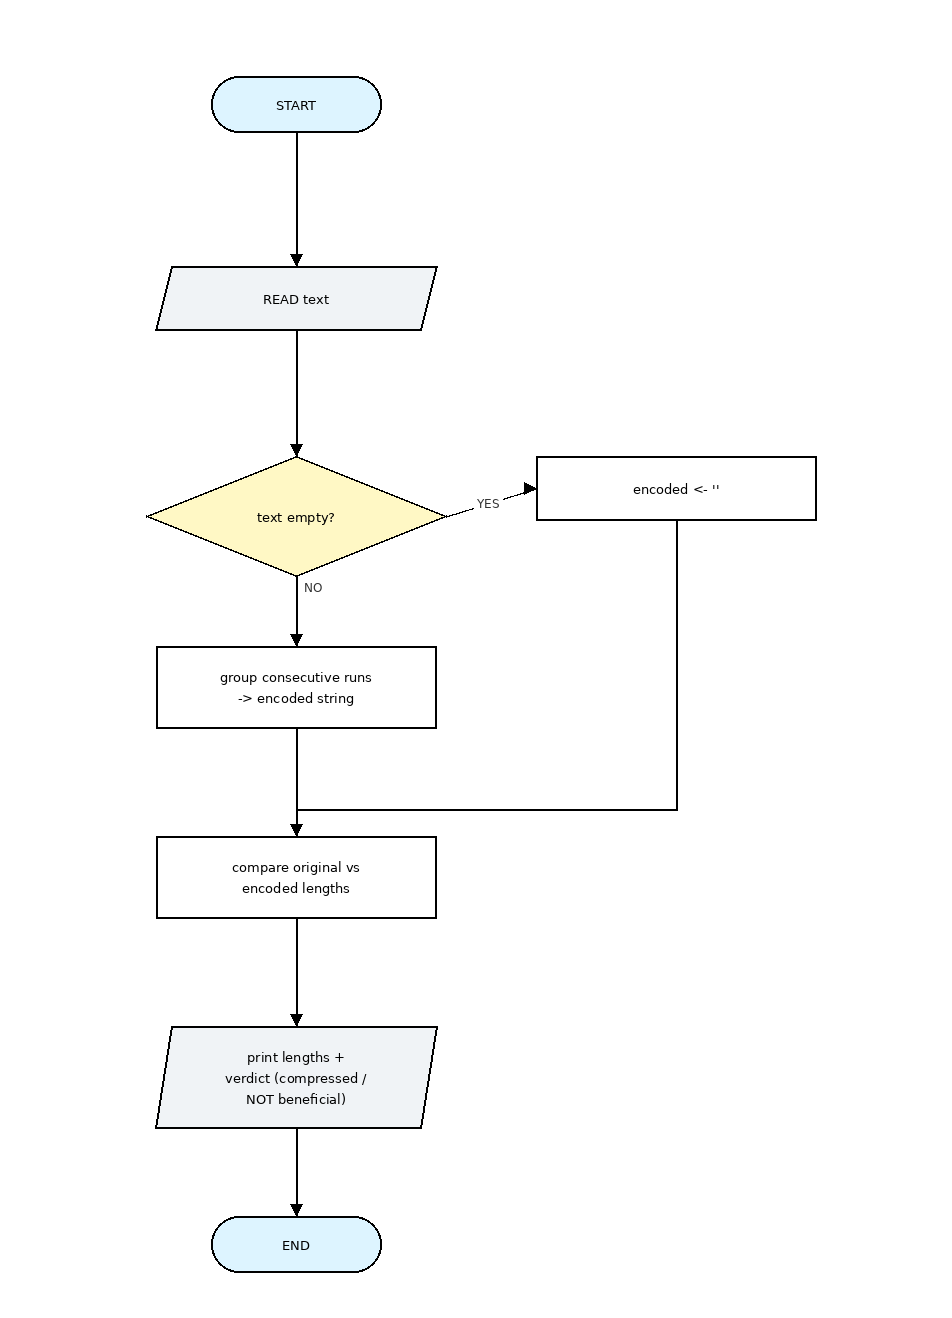 START
READ text
text empty?
YES
encoded <- ''
NO
group consecutive runs
-> encoded string
compare original vs
encoded lengths
print lengths +
verdict (compressed /
NOT beneficial)
END